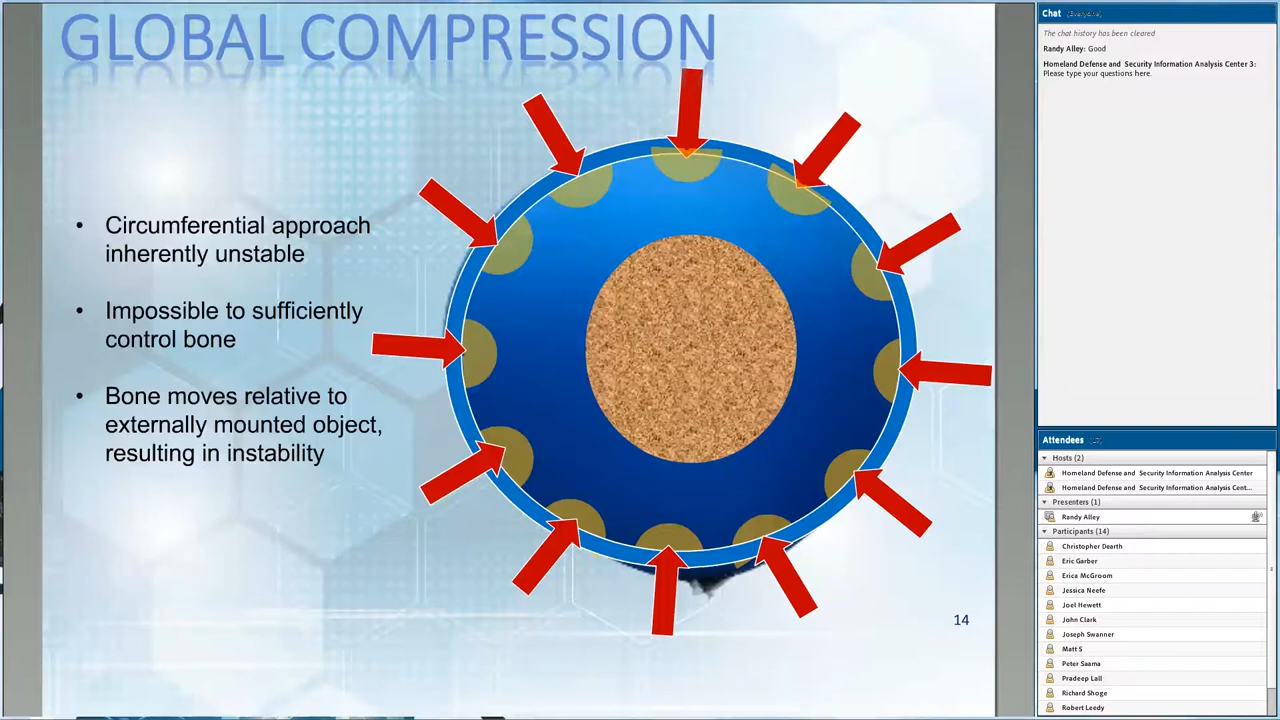 GLOBAL COMPRESSION
• Circumferential approach
inherently unstable
• Impossible to sufficiently
control bone
• Bone moves relative to
externally mounted object,
resulting in instability
14
Chat (Everyone)
The chat history has been cleared
Randy Alley: Good
Homeland Defense and Security Information Analysis Center 3:
Please type your questions here.
Attendees (17)
Hosts (2)
Homeland Defense and Security Information Analysis Center
Homeland Defense and Security Information Analysis Cent...
Presenters (1)
Randy Alley
Participants (14)
Christopher Dearth
Eric Garber
Erica McGroom
Jessica Neefe
Joel Hewett
John Clark
Joseph Swanner
Matt S
Peter Saama
Pradeep Lall
Richard Shoge
Robert Leedy